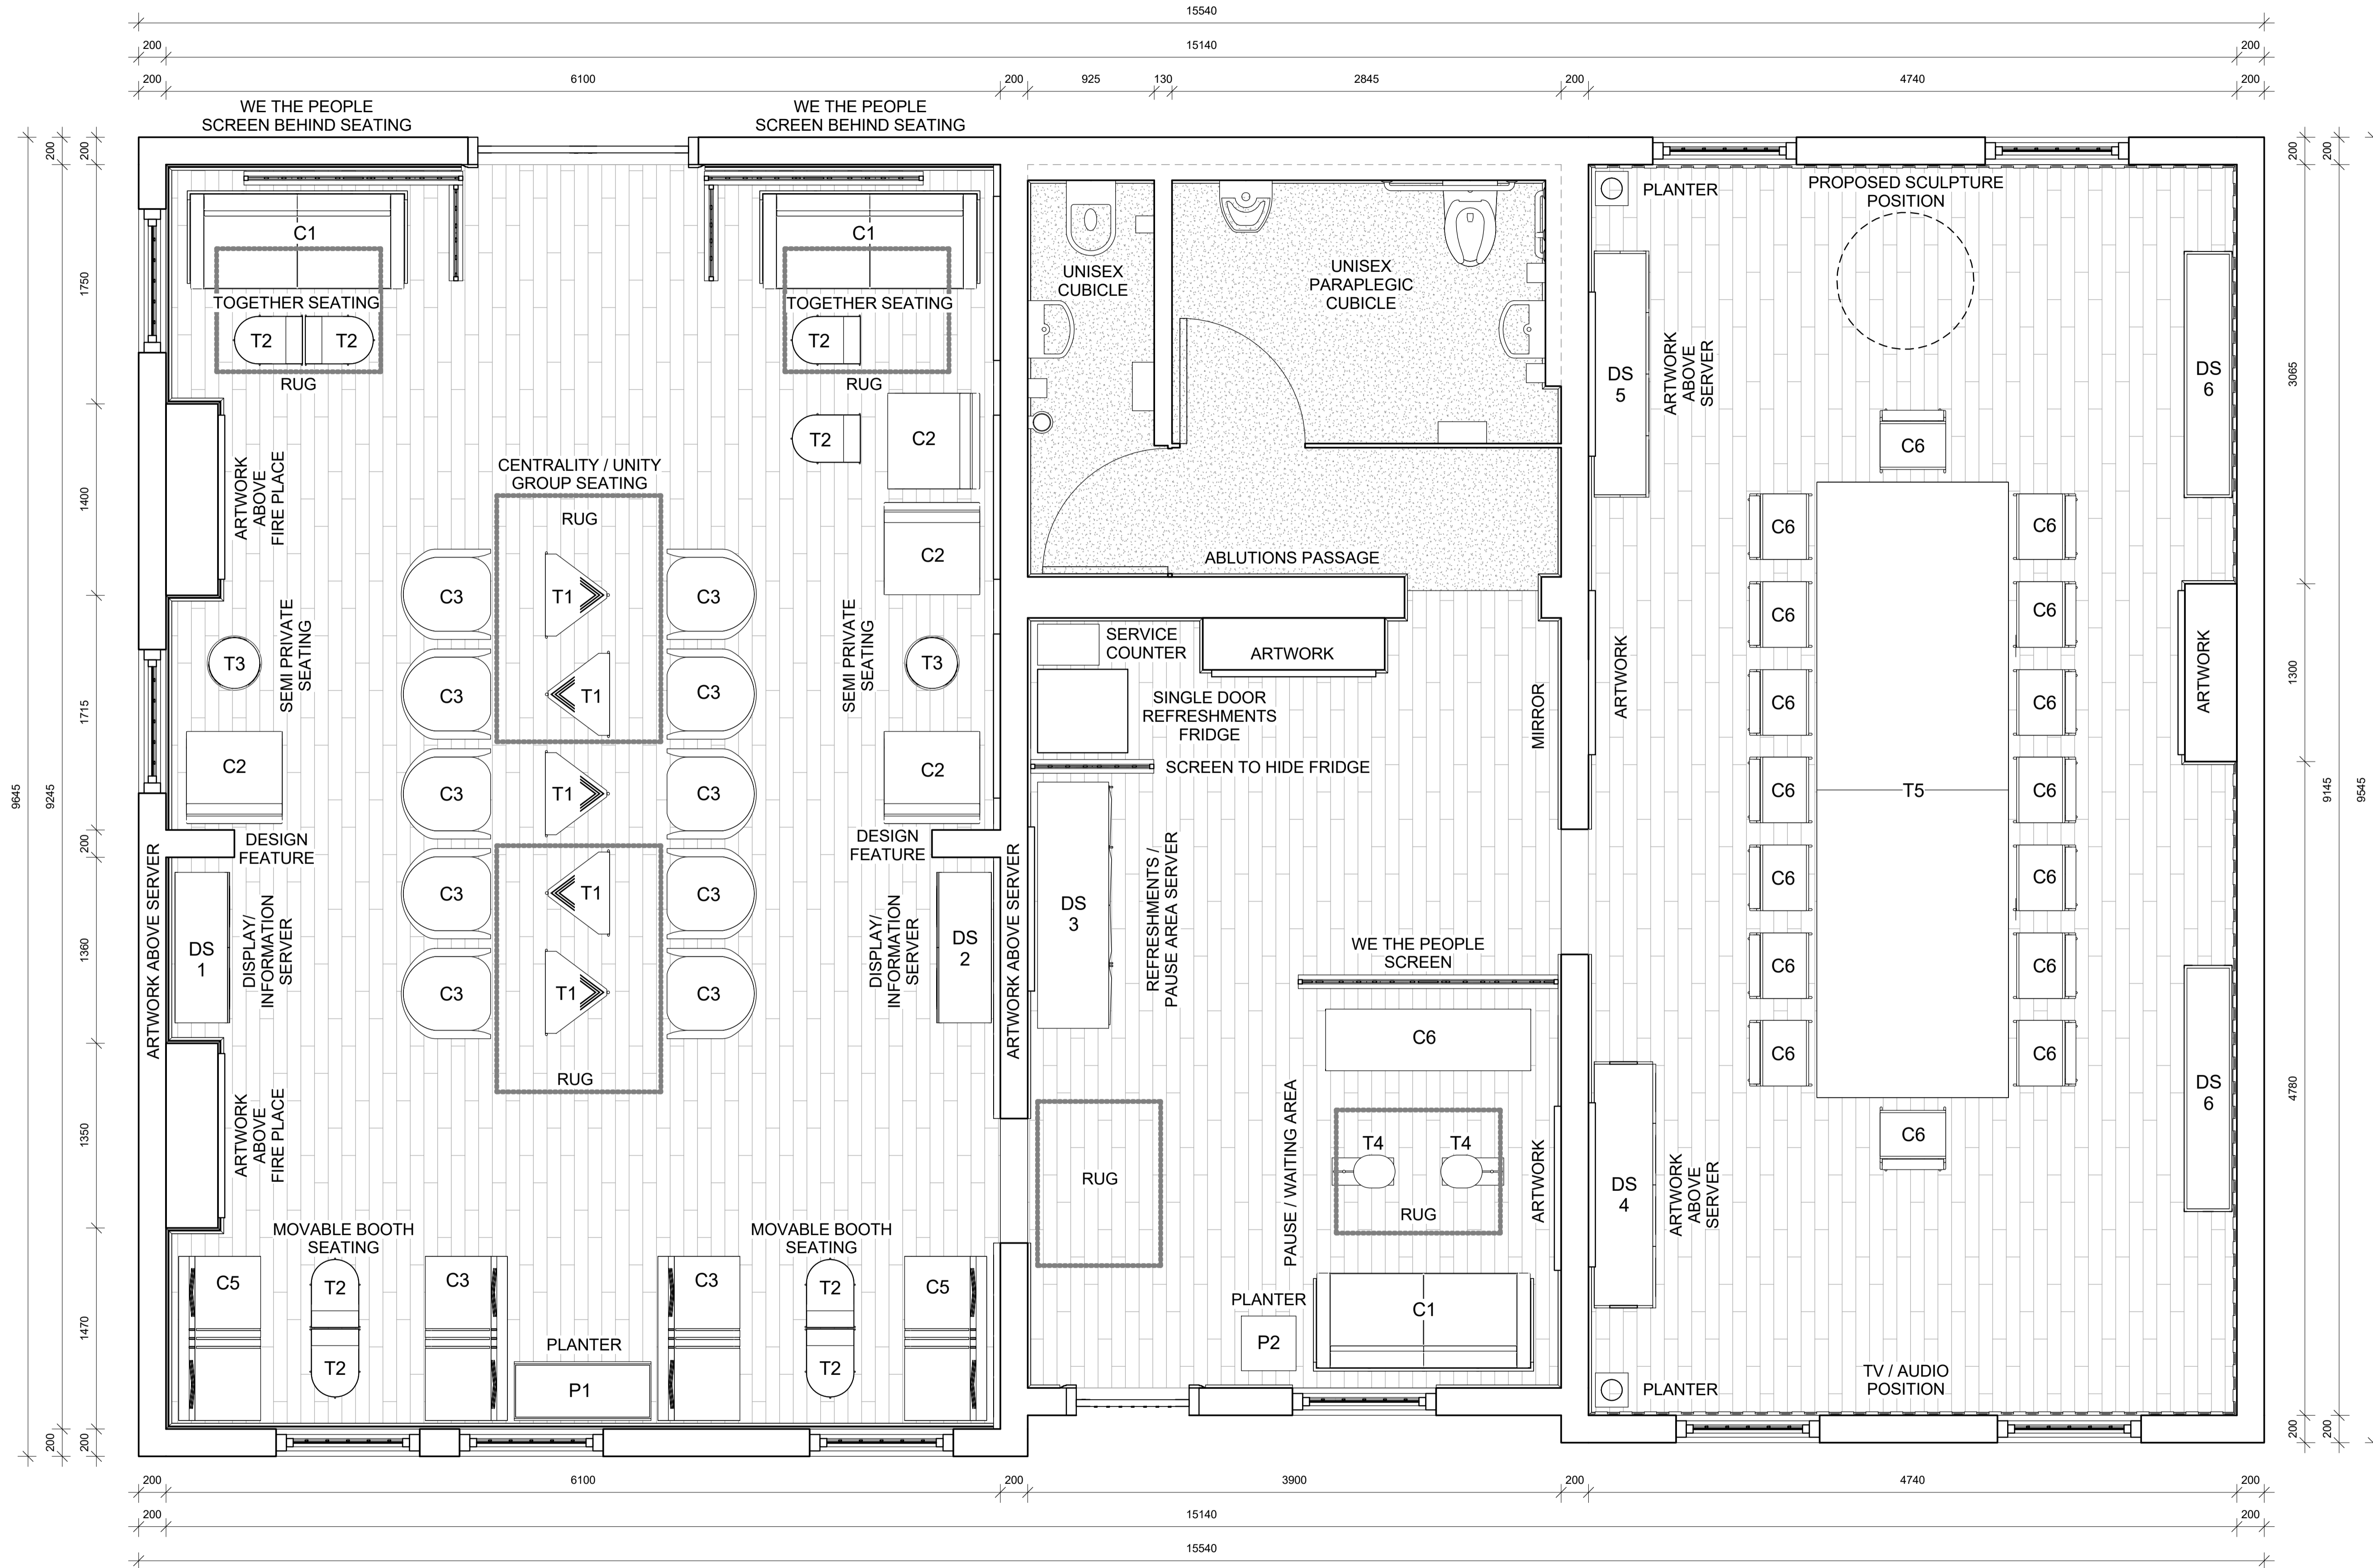 15540
200
15140
200
200
6100
200
925
130
2845
200
4740
200
WE THE PEOPLE
SCREEN BEHIND SEATING
WE THE PEOPLE
SCREEN BEHIND SEATING
9645
200
9245
200
200
1750
1400
1715
200
1360
1350
1470
200
C1
TOGETHER SEATING
T2
T2
RUG
C1
TOGETHER SEATING
T2
RUG
T2
C2
C2
ARTWORK
ABOVE
FIRE PLACE
CENTRALITY / UNITY
GROUP SEATING
RUG
C3
T1
C3
C3
T1
C3
C3
T1
C3
C3
T1
C3
C3
T1
C3
RUG
T3
SEMI PRIVATE
SEATING
C2
SEMI PRIVATE
SEATING
T3
C2
DESIGN
FEATURE
DESIGN
FEATURE
ARTWORK ABOVE SERVER
DS
1
DISPLAY/
INFORMATION
SERVER
DISPLAY/
INFORMATION
SERVER
DS
2
ARTWORK ABOVE SERVER
ARTWORK
ABOVE
FIRE PLACE
MOVABLE BOOTH
SEATING
C5
T2
T2
C3
PLANTER
P1
MOVABLE BOOTH
SEATING
C3
T2
T2
C5
UNISEX
CUBICLE
UNISEX
PARAPLEGIC
CUBICLE
ABLUTIONS PASSAGE
SERVICE
COUNTER
ARTWORK
SINGLE DOOR
REFRESHMENTS
FRIDGE
MIRROR
SCREEN TO HIDE FRIDGE
DS
3
REFRESHMENTS /
PAUSE AREA SERVER
WE THE PEOPLE
SCREEN
C6
RUG
PAUSE / WAITING AREA
T4
T4
RUG
ARTWORK
PLANTER
P2
C1
PLANTER
PROPOSED SCULPTURE
POSITION
DS
5
ARTWORK
ABOVE
SERVER
DS
6
C6
C6
C6
C6
C6
ARTWORK
C6
C6
ARTWORK
C6
T5
C6
C6
C6
C6
C6
C6
C6
C6
DS
4
ARTWORK
ABOVE
SERVER
DS
6
PLANTER
TV / AUDIO
POSITION
200
3065
1300
4780
200
200
9145
200
9545
200
6100
200
3900
200
4740
200
200
15140
200
15540